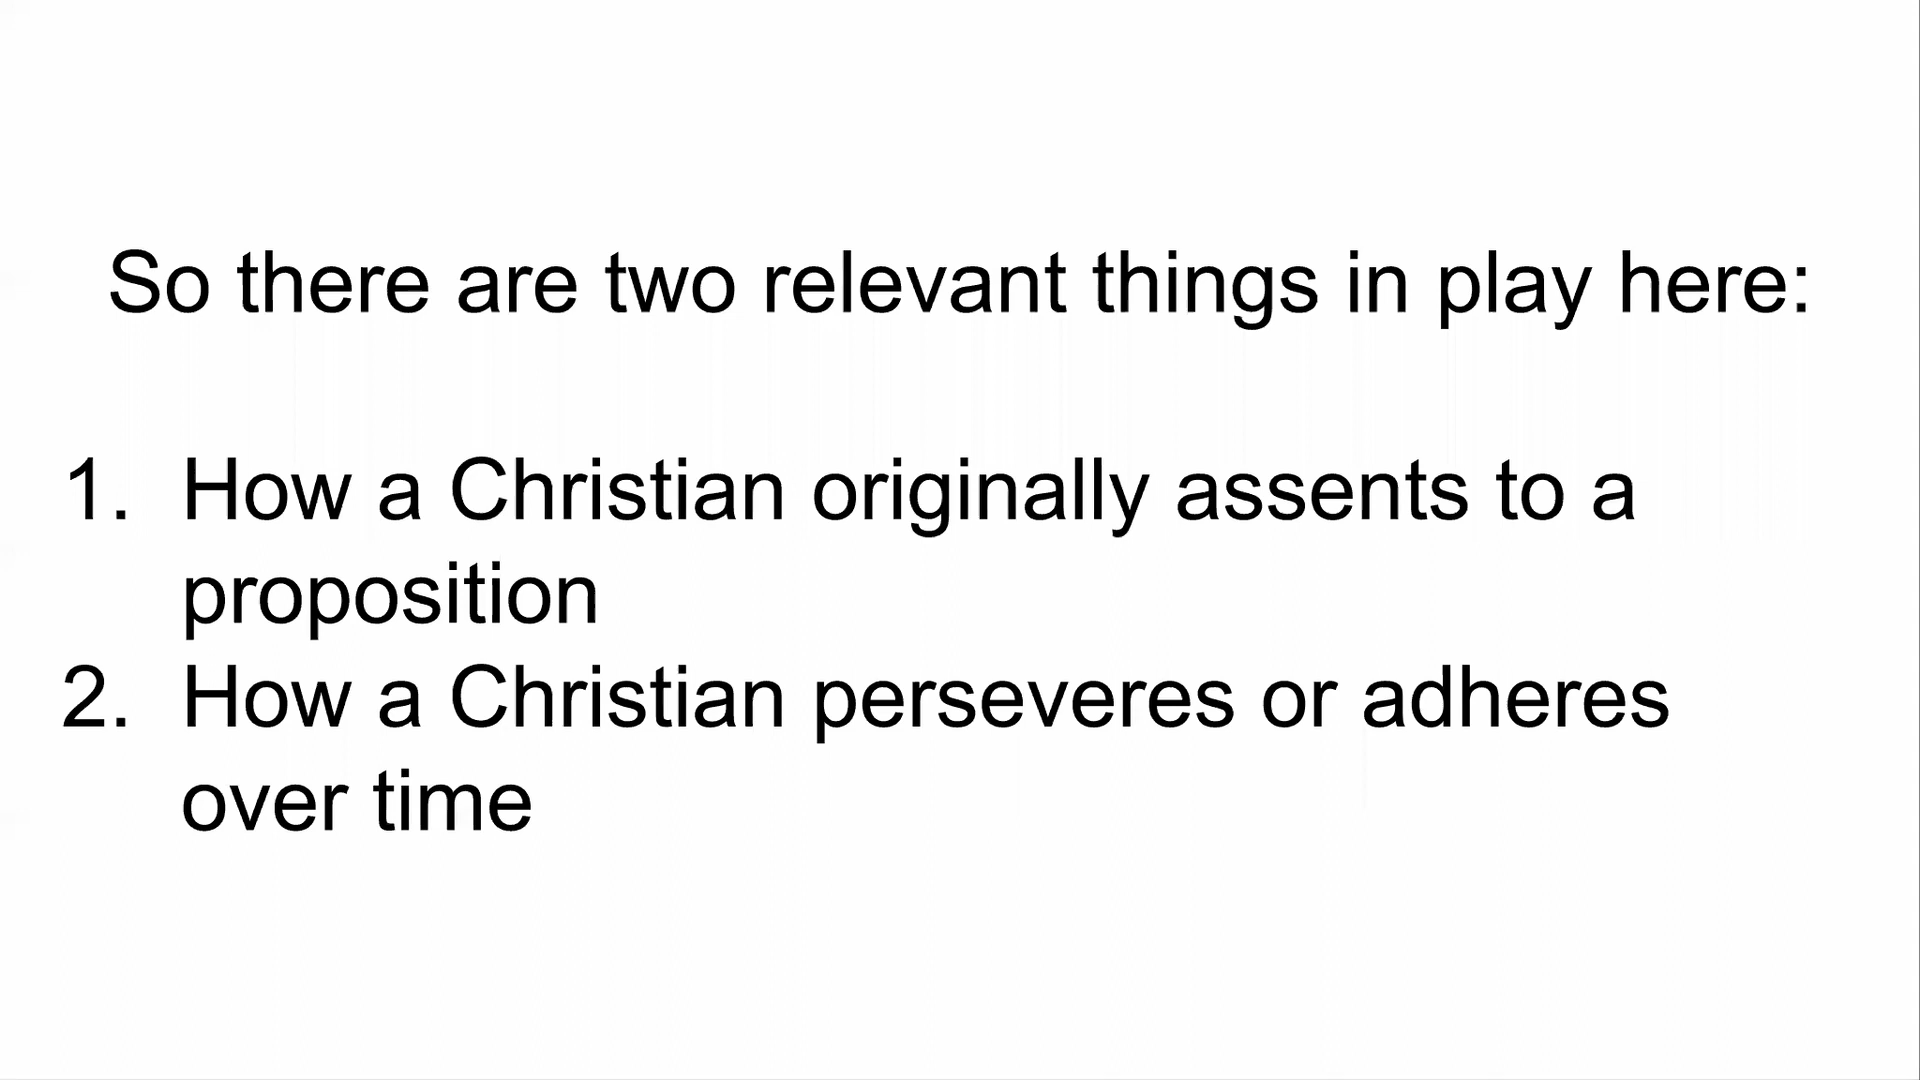 So there are two relevant things in play here:
1. How a Christian originally assents to a
proposition
2. How a Christian perseveres or adheres
over time